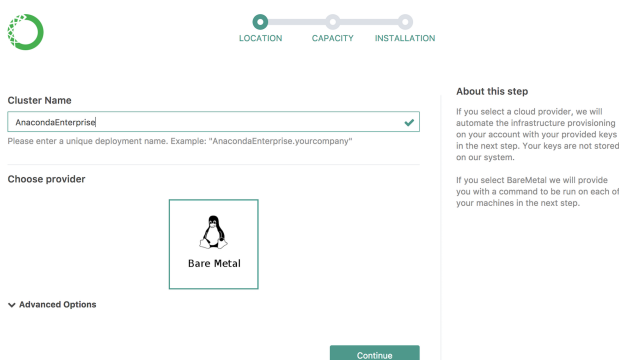 LOCATION CAPACITY INSTALLATION
Cluster Name
AnacondaEnterprise
Please enter a unique deployment name. Example: "AnacondaEnterprise.yourcompany"
Choose provider
Bare Metal
Advanced Options
Continue
About this step
If you select a cloud provider, we will
automate the infrastructure provisioning
on your account with your provided keys
in the next step. Your keys are not stored
on our system.
If you select BareMetal we will provide
you with a command to be run on each of
your machines in the next step.